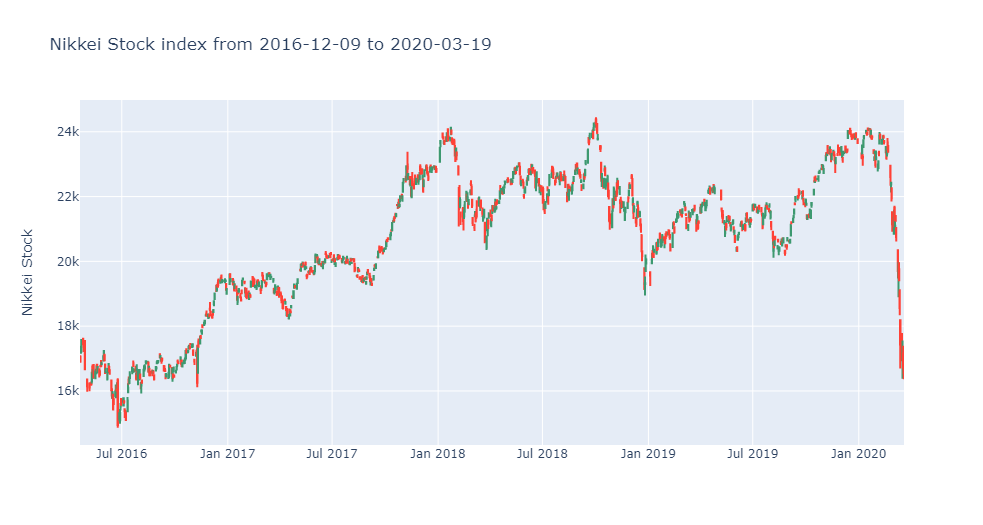 Nikkei Stock index from 2016-12-09 to 2020-03-19
24k
22k
20k
18k
16k
Nikkei Stock
Jul 2016
Jan 2017
Jul 2017
Jan 2018
Jul 2018
Jan 2019
Jul 2019
Jan 2020